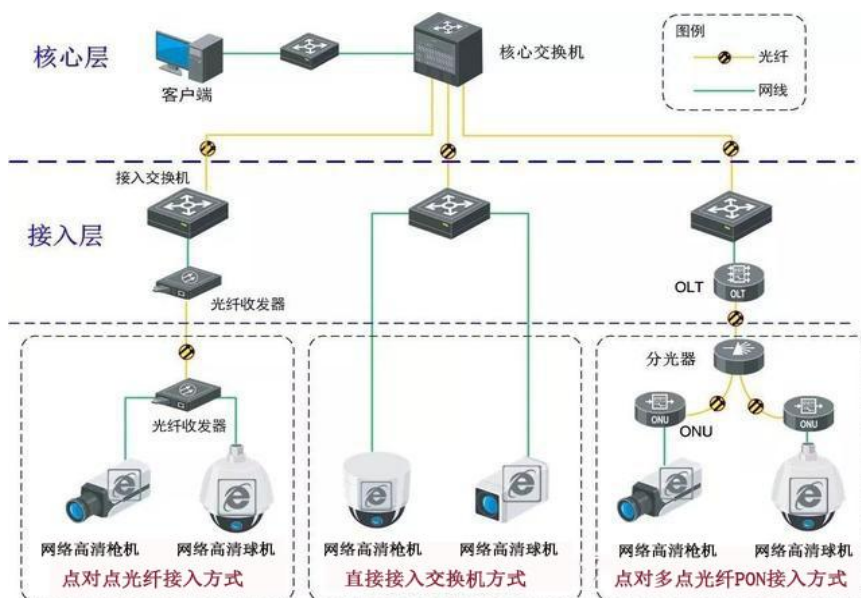 核心层
客户端
核心交换机
图例
光纤
网线
接入交换机
接入层
光纤收发器
OLT
OLT
分光器
光纤收发器
ONU
ONU
ONU
网络高清枪机
网络高清球机
网络高清枪机
网络高清球机
网络高清枪机
网络高清球机
点对点光纤接入方式
直接接入交换机方式
点对多点光纤PON接入方式